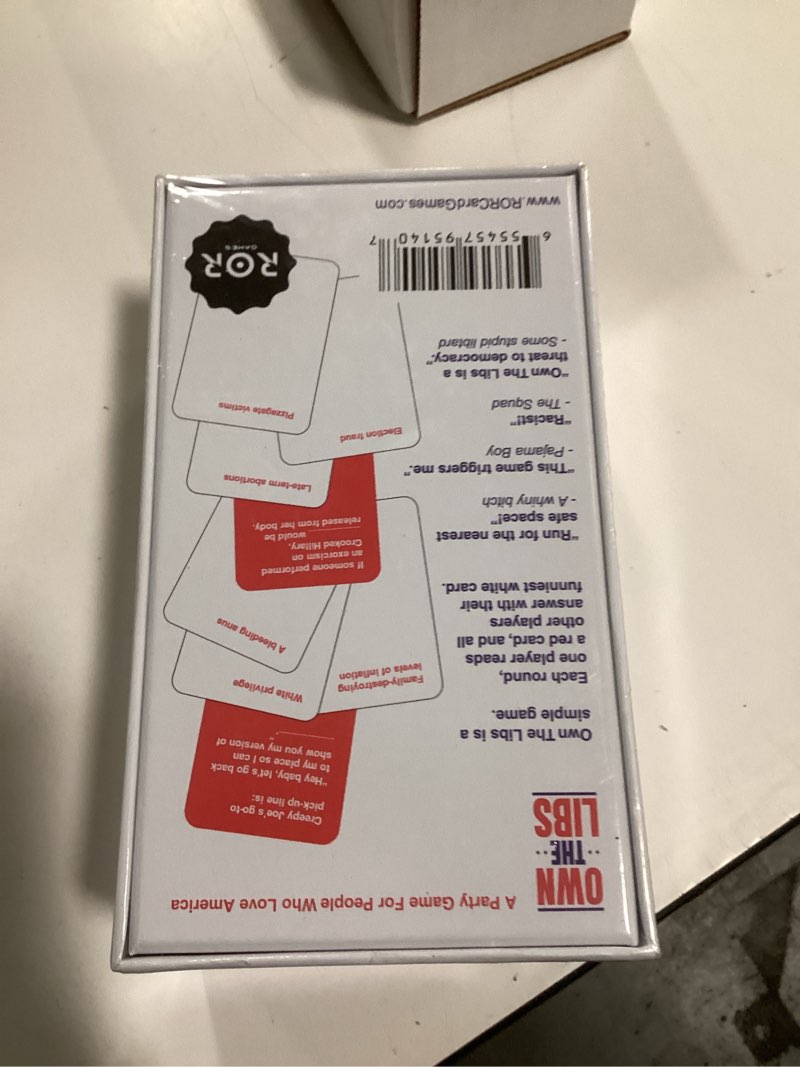 OWN
··THE··
LIBS
A Party Game For People Who Love America
Own The Libs is a
simple game.
Each round,
one player reads
a red card, and all
other players
answer with their
funniest white card.
"Run for the nearest
safe space!"
- A whiny bitch
"This game triggers me."
- Pajama Boy
"Racist!"
- The Squad
"Own The Libs is a
threat to democracy."
- Some stupid libtard
Creepy Joe's go-to
pick-up line is:
"Hey baby, let's go back
to my place so I can
show you my version of
________."
White privilege
Family-destroying
levels of inflation
A bleeding anus
If someone performed
an exorcism on
Crooked Hillary,
________ would be
released from her body.
Late-term abortions
Election fraud
Pizzagate victims
6 55457 95140 7
ROR
GAMES
www.RORCardGames.com